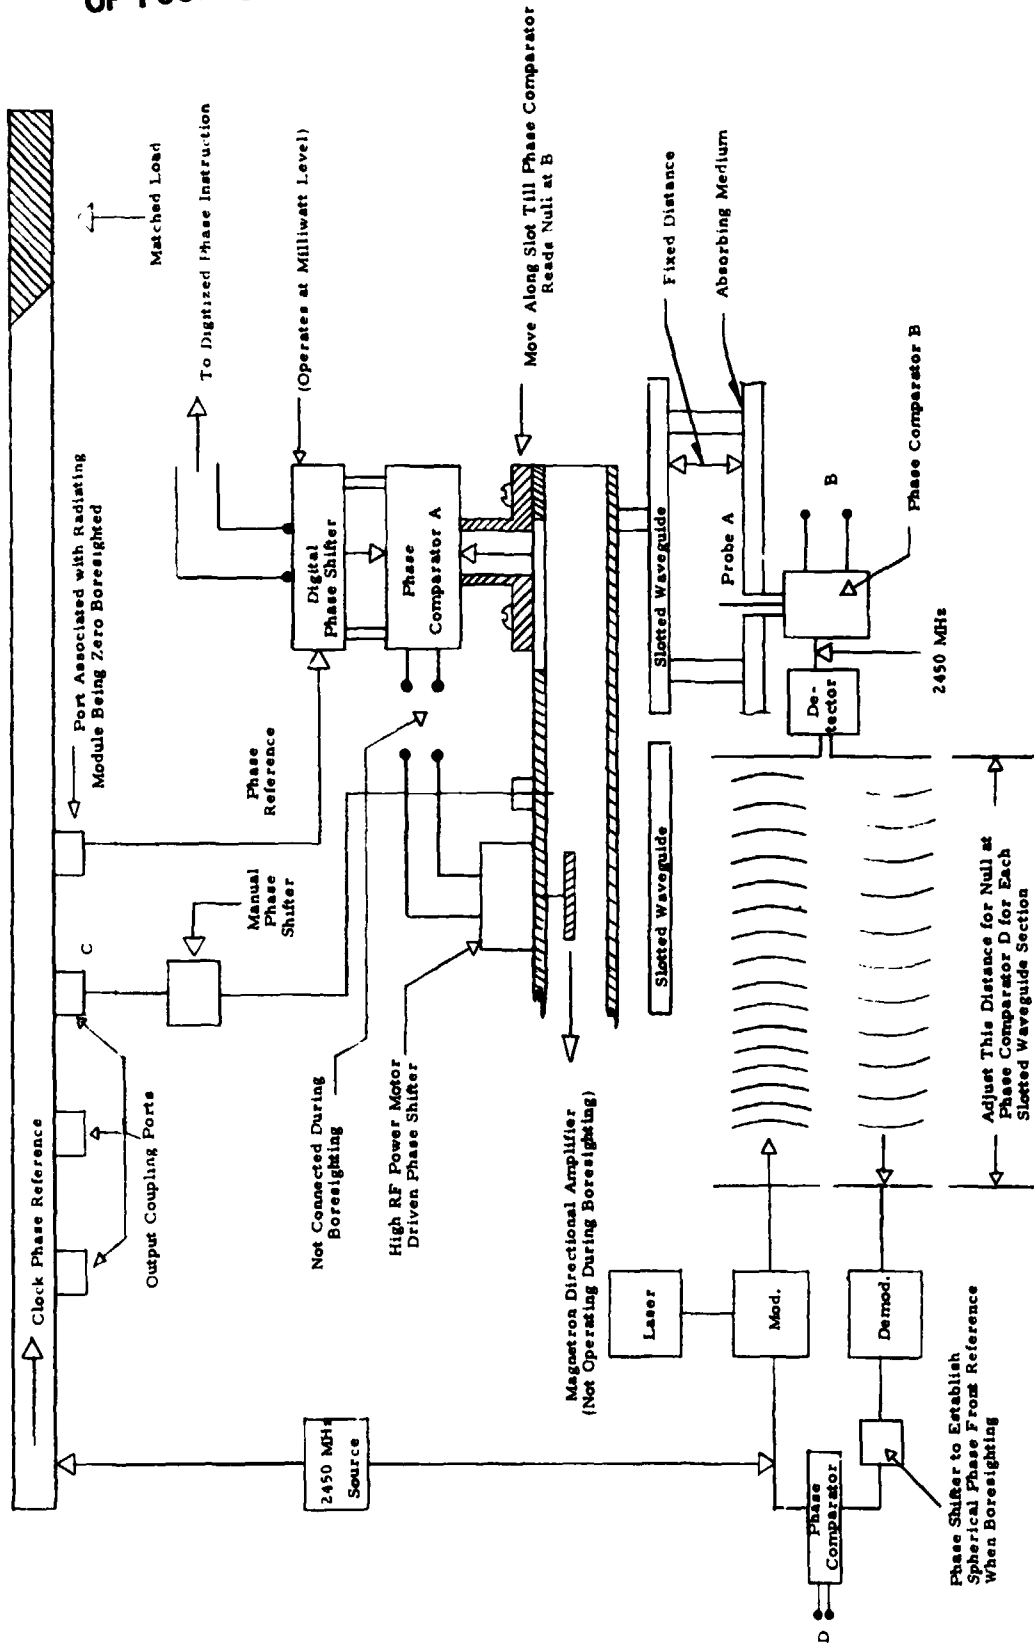 Clock Phase Reference
Matched Load
Port Associated with Radiating
Module Being Zero Boresighted
To Digitized Phase Instruction
(Operates at Milliwatt Level)
C
Output Coupling Ports
Manual
Phase
Shifter
Phase
Reference
Digital
Phase Shifter
Phase
Comparator A
Move Along Slot Till Phase Comparator
Reads Null at B
2450 MHz
Source
Not Connected During
Boresighting
High RF Power Motor
Driven Phase Shifter
Magnetron Directional Amplifier
(Not Operating During Boresighting)
Slotted Waveguide
Slotted Waveguide
Fixed Distance
Absorbing Medium
Probe A
B
Phase Comparator B
De-
tector
2450 MHz
Laser
Mod.
Demod.
Phase
Comparator
D
Phase Shifter to Establish
Spherical Phase Front Reference
When Boresighting
Adjust This Distance for Null at
Phase Comparator D for Each
Slotted Waveguide Section